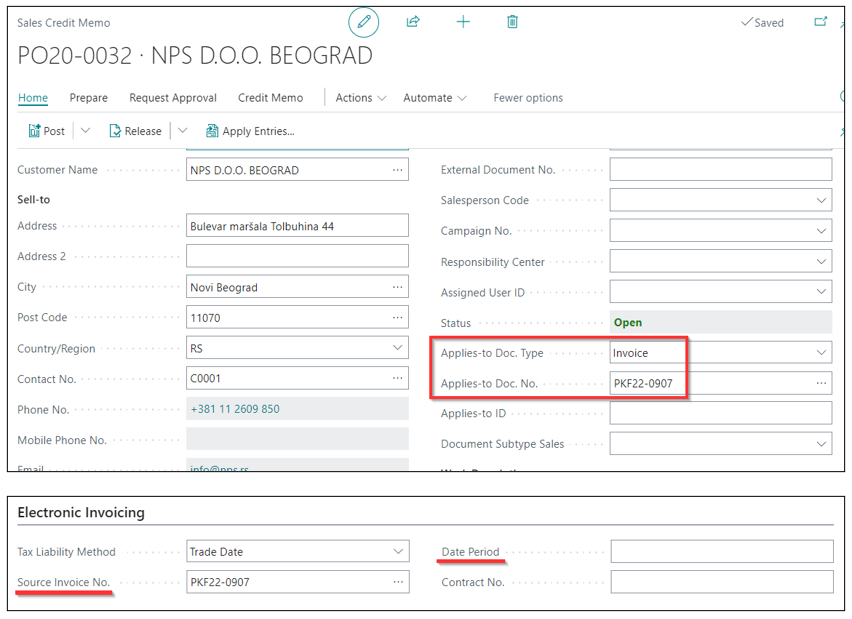 Sales Credit Memo
Saved
PO20-0032 · NPS D.O.O. BEOGRAD
Home Prepare Request Approval Credit Memo Actions Automate Fewer options
Post Release Apply Entries...
Customer Name NPS D.O.O. BEOGRAD
Sell-to
Address Bulevar maršala Tolbuhina 44
Address 2
City Novi Beograd
Post Code 11070
Country/Region RS
Contact No. C0001
Phone No. +381 11 2609 850
Mobile Phone No.
Email info@nps.rs
External Document No.
Salesperson Code
Campaign No.
Responsibility Center
Assigned User ID
Status Open
Applies-to Doc. Type Invoice
Applies-to Doc. No. PKF22-0907
Applies-to ID
Document Subtype Sales
Electronic Invoicing
Tax Liability Method Trade Date
Source Invoice No. PKF22-0907
Date Period
Contract No.